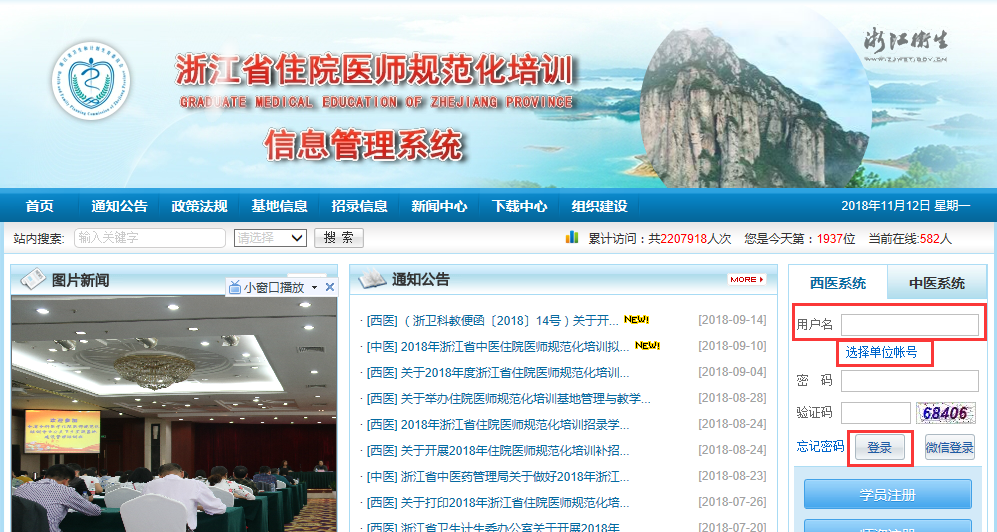 浙江卫生
WWW.ZJWST.GOV.CN
浙江省住院医师规范化培训
GRADUATE MEDICAL EDUCATION OF ZHEJIANG PROVINCE
信息管理系统
首页 通知公告 政策法规 基地信息 招录信息 新闻中心 下载中心 组织建设 2018年11月12日 星期一
站内搜索: 输入关键字 请选择 搜 索 累计访问：共2207918人次 您是今天第：1937位 当前在线:582人
图片新闻
小窗口播放
通知公告 MORE
· [西医] （浙卫科教便函〔2018〕14号）关于开... NEW! [2018-09-14]
· [中医] 2018年浙江省中医住院医师规范化培训拟... NEW! [2018-09-10]
· [西医] 关于2018年度浙江省住院医师规范化培训... [2018-09-04]
· [西医] 关于举办住院医师规范化培训基地管理与教学... [2018-08-28]
· [西医] 2018年浙江省住院医师规范化培训招录学... [2018-08-24]
· [西医] 关于开展2018年住院医师规范化培训补招... [2018-08-24]
· [中医] 浙江省中医药管理局关于做好2018年浙江... [2018-08-23]
· [西医] 关于打印2018年浙江省住院医师规范化培... [2018-07-26]
· [西医] 浙江省卫生计生委办公室关于开展2018年 [2018-07-20]
西医系统 中医系统
用户名
选择单位帐号
密 码
验证码 68406
忘记密码 登录 微信登录
学员注册